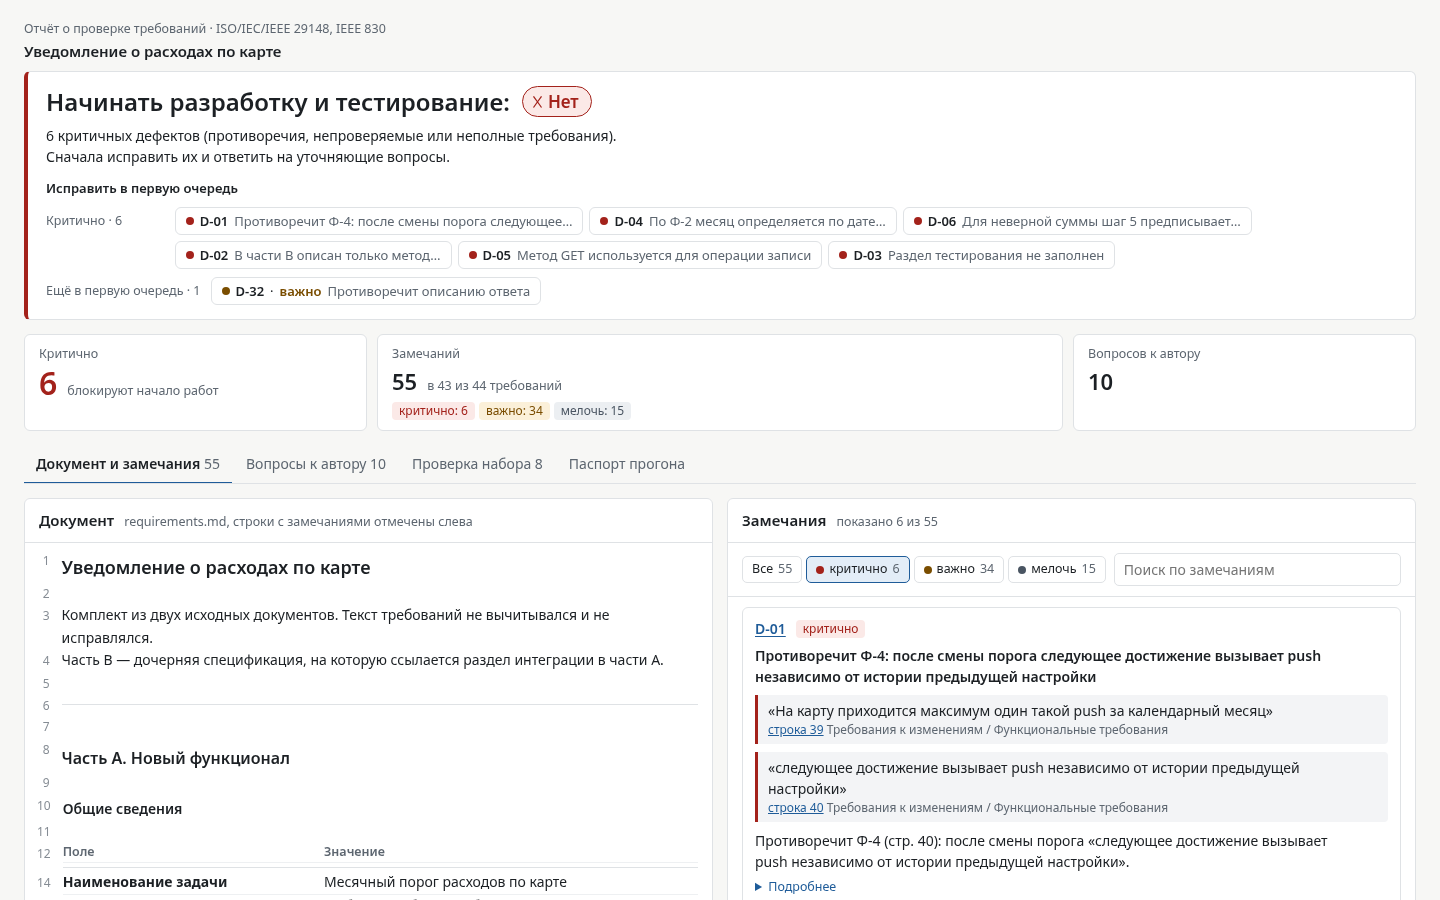 Отчёт о проверке требований · ISO/IEC/IEEE 29148, IEEE 830
Уведомление о расходах по карте
Начинать разработку и тестирование: X Нет
6 критичных дефектов (противоречия, непроверяемые или неполные требования).
Сначала исправить их и ответить на уточняющие вопросы.
Исправить в первую очередь
Критично · 6
D-01 Противоречит Ф-4: после смены порога следующее…
D-04 По Ф-2 месяц определяется по дате…
D-06 Для неверной суммы шаг 5 предписывает…
D-02 В части В описан только метод…
D-05 Метод GET используется для операции записи
D-03 Раздел тестирования не заполнен
Ещё в первую очередь · 1
D-32 · важно Противоречит описанию ответа
Критично
6 блокируют начало работ
Замечаний
55 в 43 из 44 требований
критично: 6 важно: 34 мелочь: 15
Вопросов к автору
10
Документ и замечания 55 Вопросы к автору 10 Проверка набора 8 Паспорт прогона
Документ requirements.md, строки с замечаниями отмечены слева
1 Уведомление о расходах по карте
2
3 Комплект из двух исходных документов. Текст требований не вычитывался и не
исправлялся.
4 Часть В — дочерняя спецификация, на которую ссылается раздел интеграции в части А.
5
6
7
8 Часть А. Новый функционал
9
10 Общие сведения
11
12 Поле Значение
14 Наименование задачи Месячный порог расходов по карте
Замечания показано 6 из 55
Все 55 критично 6 важно 34 мелочь 15 Поиск по замечаниям
D-01 критично
Противоречит Ф-4: после смены порога следующее достижение вызывает push
независимо от истории предыдущей настройки
«На карту приходится максимум один такой push за календарный месяц»
строка 39 Требования к изменениям / Функциональные требования
«следующее достижение вызывает push независимо от истории предыдущей
настройки»
строка 40 Требования к изменениям / Функциональные требования
Противоречит Ф-4 (стр. 40): после смены порога «следующее достижение вызывает
push независимо от истории предыдущей настройки».
Подробнее